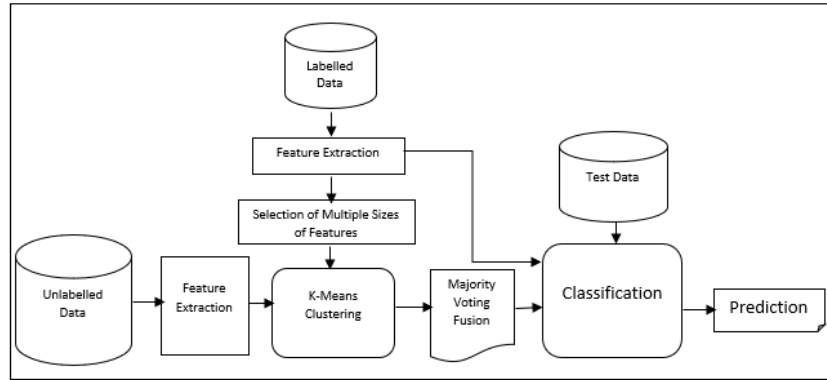 Labelled
Data
Feature Extraction
Test Data
Selection of Multiple Sizes
of Features
Unlabelled
Data
Feature
Extraction
K-Means
Clustering
Majority
Voting
Fusion
Classification
Prediction